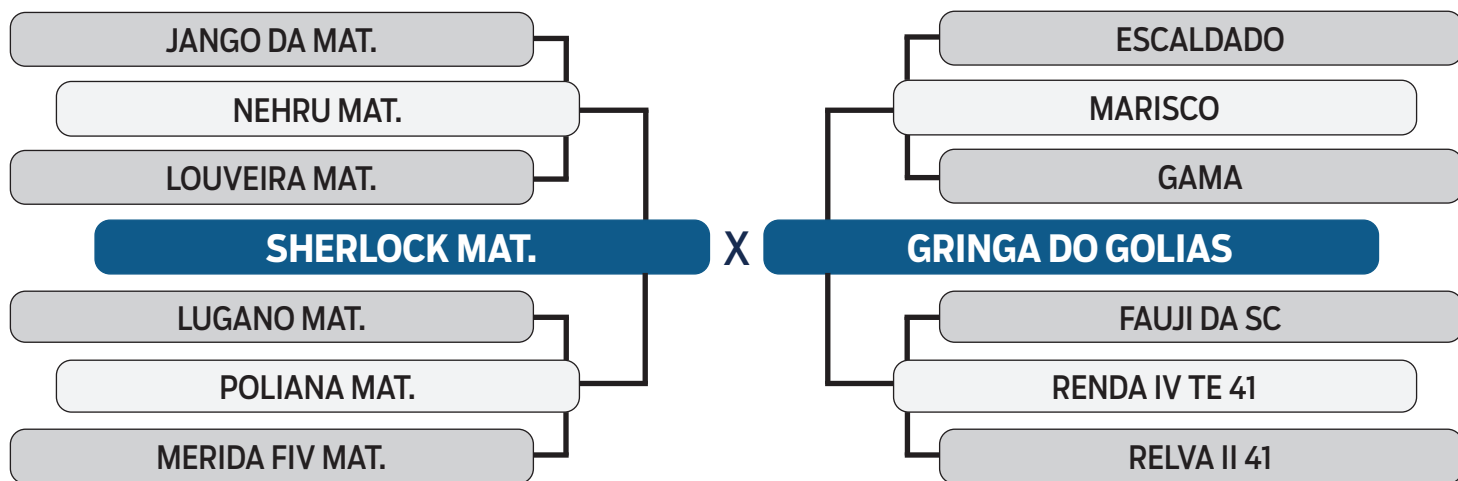 JANGO DA MAT.
NEHRU MAT.
LOUVEIRA MAT.
SHERLOCK MAT.
LUGANO MAT.
POLIANA MAT.
MERIDA FIV MAT.
X
ESCALDADO
MARISCO
GAMA
GRINGA DO GOLIAS
FAUJI DA SC
RENDA IV TE 41
RELVA II 41